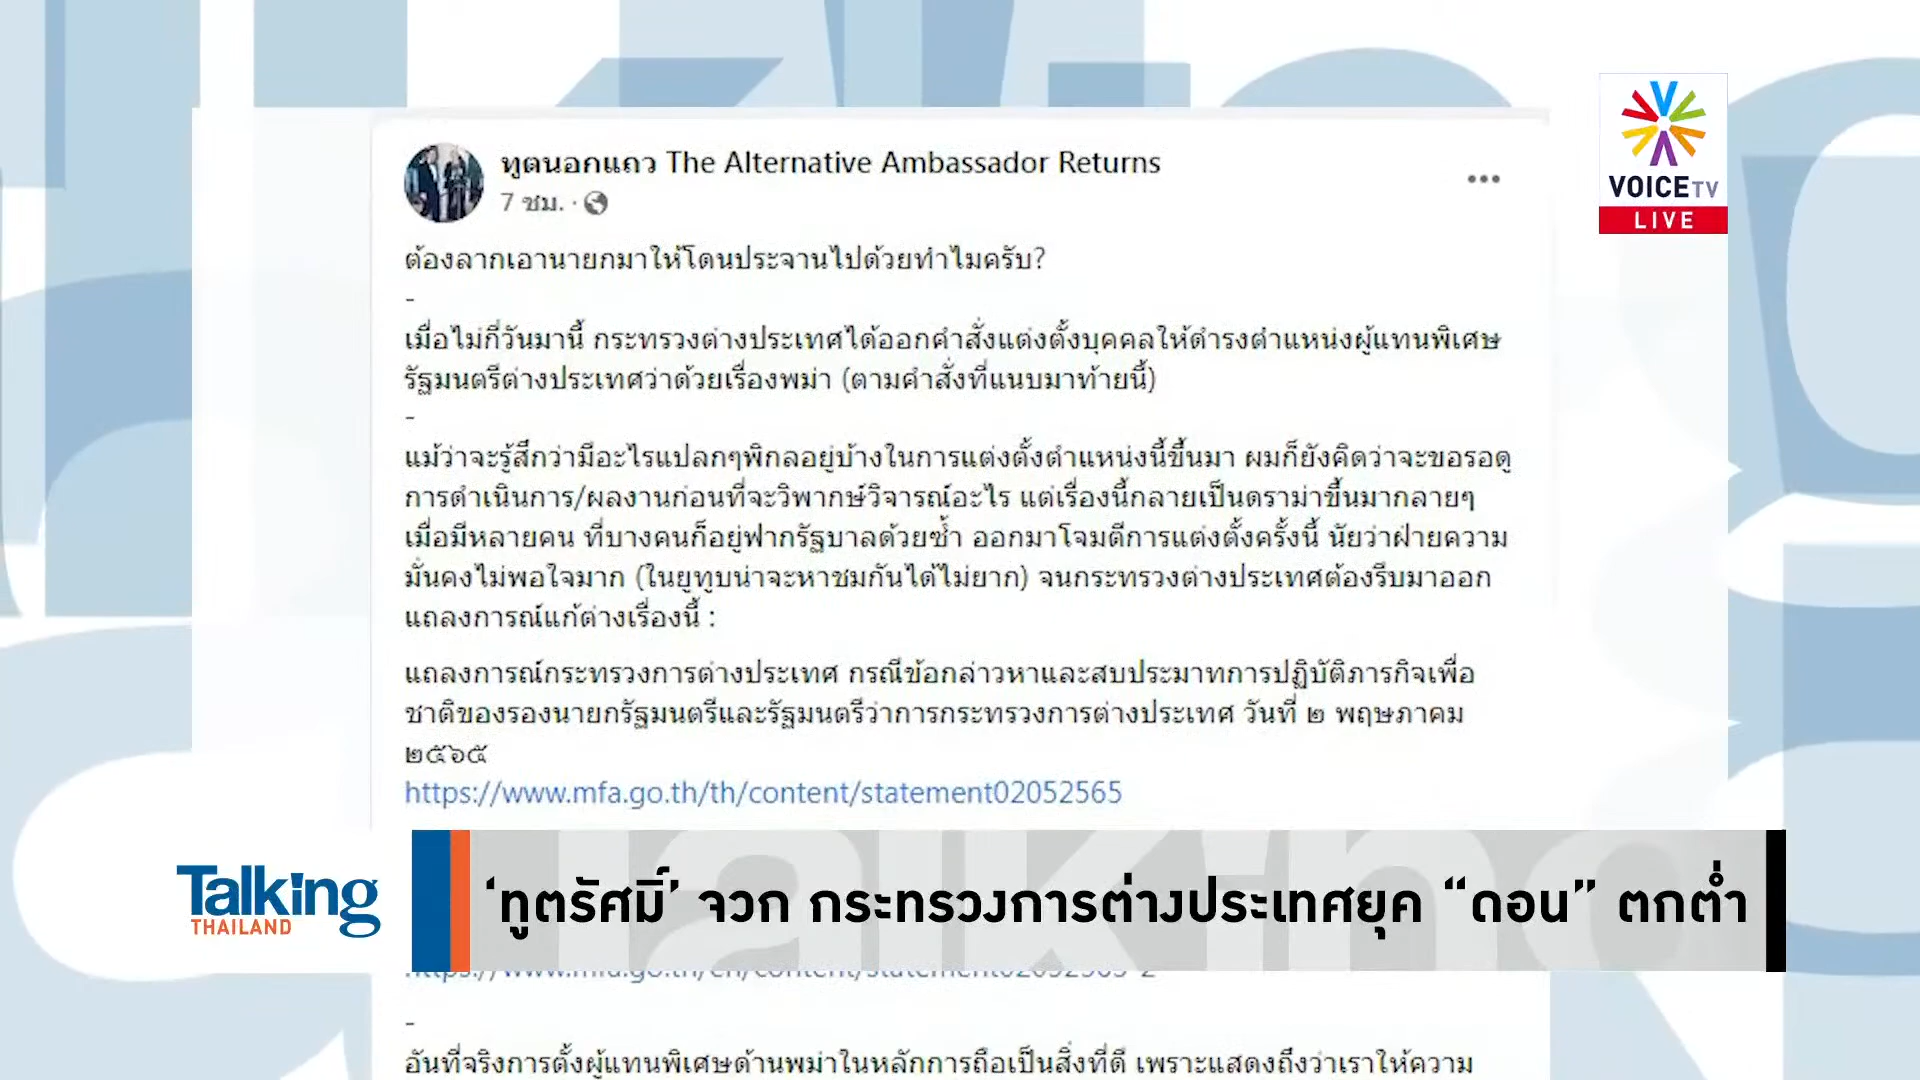 ทูตนอกแถว The Alternative Ambassador Returns
7 ชม. ·
VOICE TV
LIVE
ต้องลากเอานายกมาให้โดนประจานไปด้วยทำไมครับ?
-
เมื่อไม่กี่วันมานี้ กระทรวงต่างประเทศได้ออกคำสั่งแต่งตั้งบุคคลให้ดำรงตำแหน่งผู้แทนพิเศษ
รัฐมนตรีต่างประเทศว่าด้วยเรื่องพม่า (ตามคำสั่งที่แนบมาท้ายนี้)
-
แม้ว่าจะรู้สึกว่ามีอะไรแปลกๆพิกลอยู่บ้างในการแต่งตั้งตำแหน่งนี้ขึ้นมา ผมก็ยังคิดว่าจะขอรอดู
การดำเนินการ/ผลงานก่อนที่จะวิพากษ์วิจารณ์อะไร แต่เรื่องนี้กลายเป็นดราม่าขึ้นมากลายๆ
เมื่อมีหลายคน ที่บางคนก็อยู่ฟากรัฐบาลด้วยซ้ำ ออกมาโจมตีการแต่งตั้งครั้งนี้ นัยว่าฝ่ายความ
มั่นคงไม่พอใจมาก (ในยูทูบน่าจะหาชมกันได้ไม่ยาก) จนกระทรวงต่างประเทศต้องรีบมาออก
แถลงการณ์แก้ต่างเรื่องนี้ :
แถลงการณ์กระทรวงการต่างประเทศ กรณีข้อกล่าวหาและสบประมาทการปฏิบัติภารกิจเพื่อ
ชาติของรองนายกรัฐมนตรีและรัฐมนตรีว่าการกระทรวงการต่างประเทศ วันที่ ๒ พฤษภาคม
๒๕๖๕
https://www.mfa.go.th/th/content/statement02052565
Talking
THAILAND
‘ทูตรัศมิ์’ จวก กระทรวงการต่างประเทศยุค “ดอน” ตกต่ำ
https://www.mfa.go.th/en/content/statement02052565-2
-
อันที่จริงการตั้งผู้แทนพิเศษด้านพม่าในหลักการถือเป็นสิ่งที่ดี เพราะแสดงถึงว่าเราให้ความ